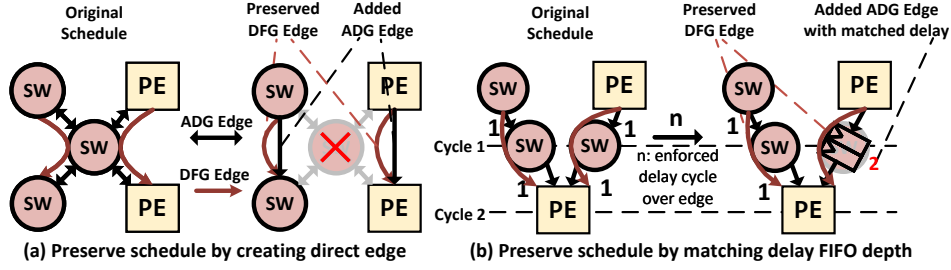 Original
Schedule
Preserved
DFG Edge
Added
ADG Edge
SW
PE
SW
SW
PE
ADG Edge
DFG Edge
SW
PE
SW
PE
(a) Preserve schedule by creating direct edge
Original
Schedule
Preserved
DFG Edge
Added ADG Edge
with matched delay
SW
PE
SW
SW
1
1
1
1
PE
Cycle 1
Cycle 2
n
n: enforced
delay cycle
over edge
SW
PE
1
SW
2
1
PE
(b) Preserve schedule by matching delay FIFO depth